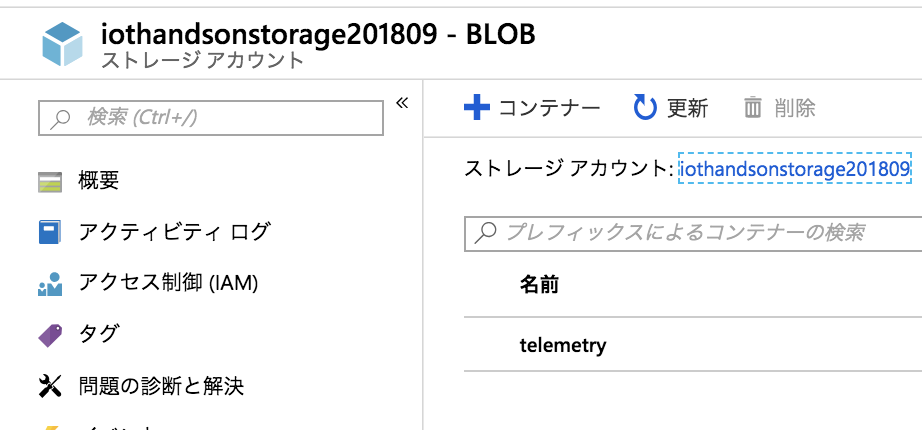 iothandsonstorage201809 - BLOB
ストレージ アカウント
検索 (Ctrl+/)
«
概要
アクティビティ ログ
アクセス制御 (IAM)
タグ
問題の診断と解決
コンテナー
更新
削除
ストレージ アカウント: iothandsonstorage201809
プレフィックスによるコンテナーの検索
名前
telemetry